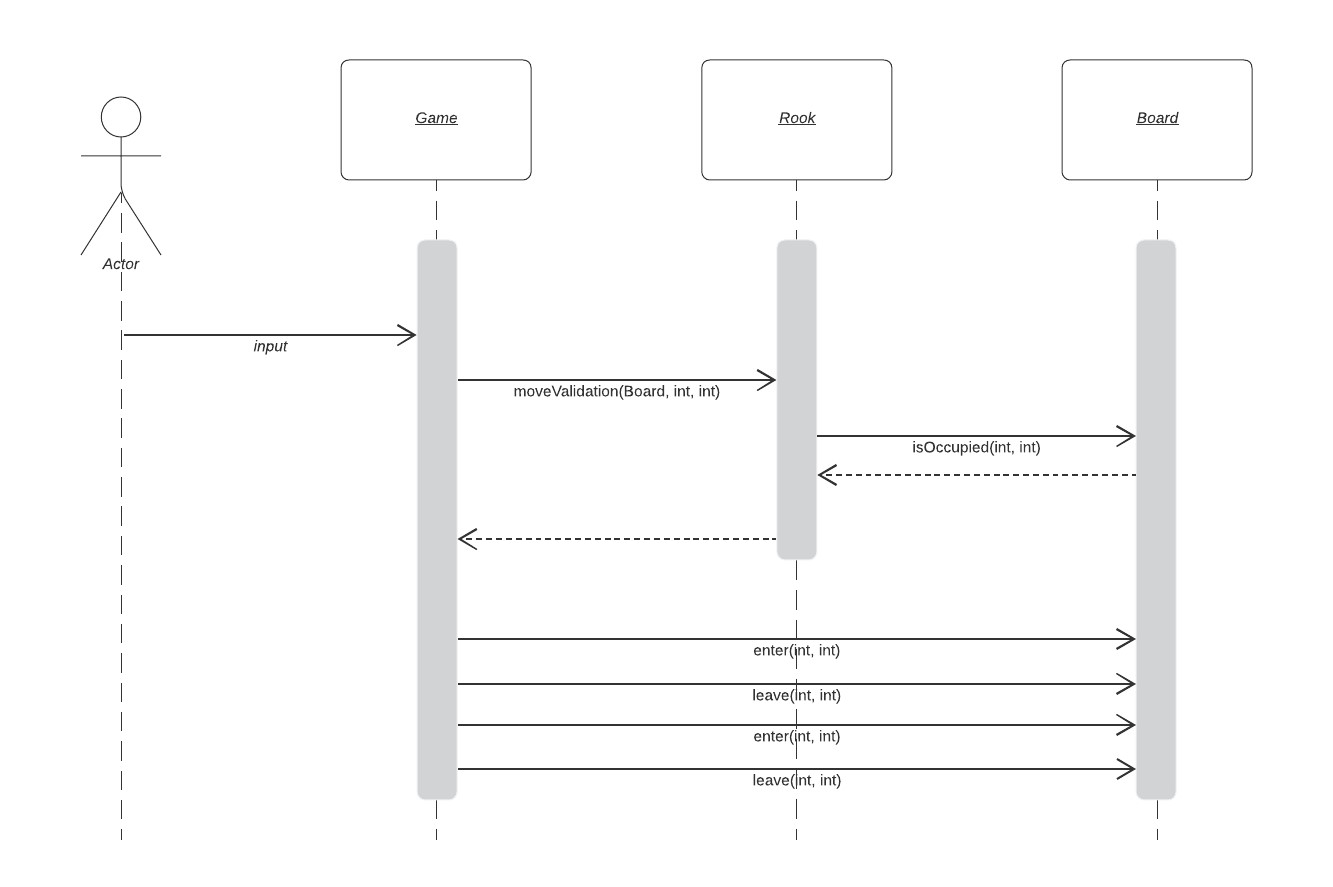 Game
Rook
Board
Actor
input
moveValidation(Board, int, int)
isOccupied(int, int)
enter(int, int)
leave(int, int)
enter(int, int)
leave(int, int)